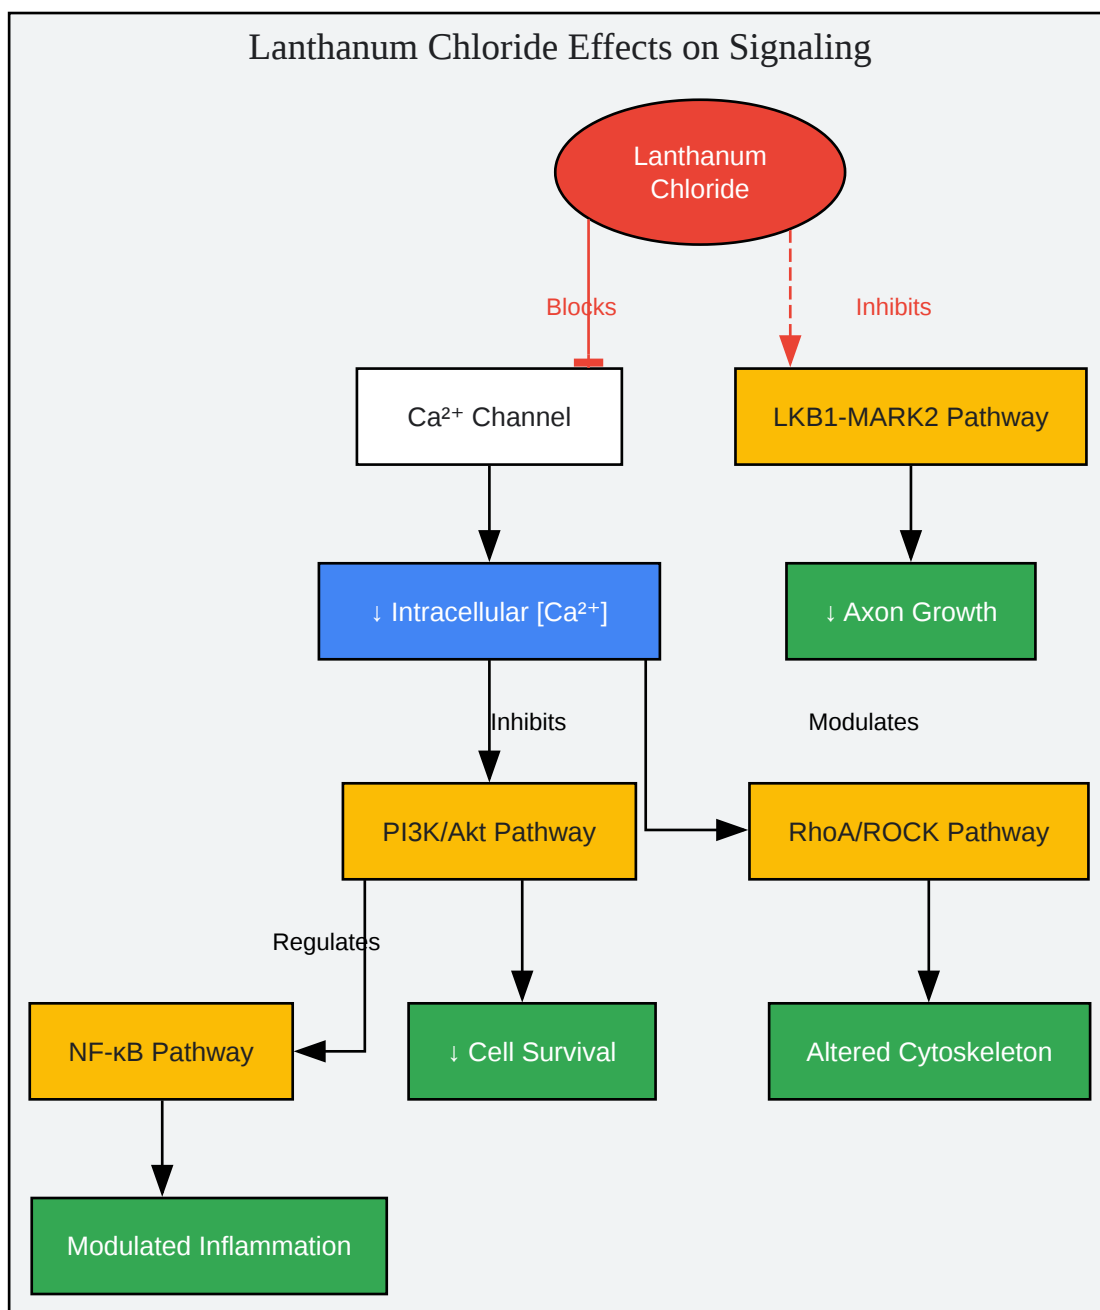 Lanthanum Chloride Effects on Signaling
Lanthanum
Chloride
Blocks
Inhibits
Ca²⁺ Channel
LKB1-MARK2 Pathway
↓ Intracellular [Ca²⁺]
↓ Axon Growth
Inhibits
Modulates
PI3K/Akt Pathway
RhoA/ROCK Pathway
Regulates
NF-κB Pathway
↓ Cell Survival
Altered Cytoskeleton
Modulated Inflammation